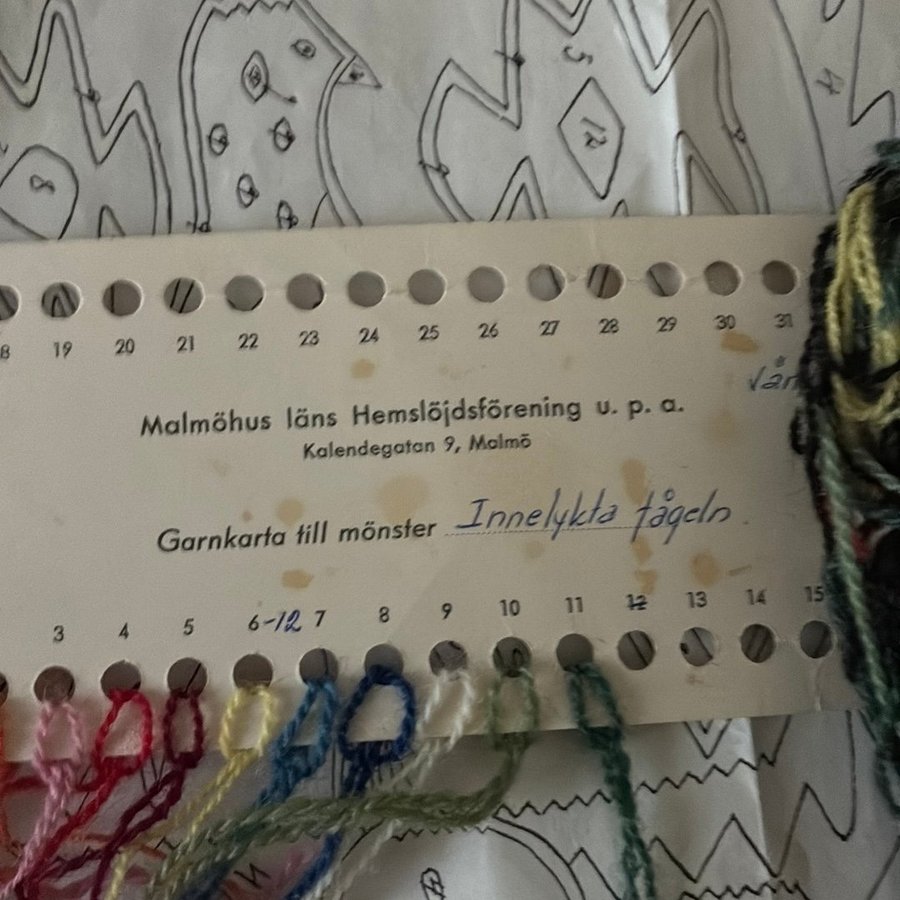 8 19 20 21 22 23 24 25 26 27 28 29 30 31
Malmöhus läns Hemslöjdsförening u. p. a.
Kalendegatan 9, Malmö
Garnkarta till mönster Innelykta fågeln
3 4 5 6-12 7 8 9 10 11 12 13 14 15